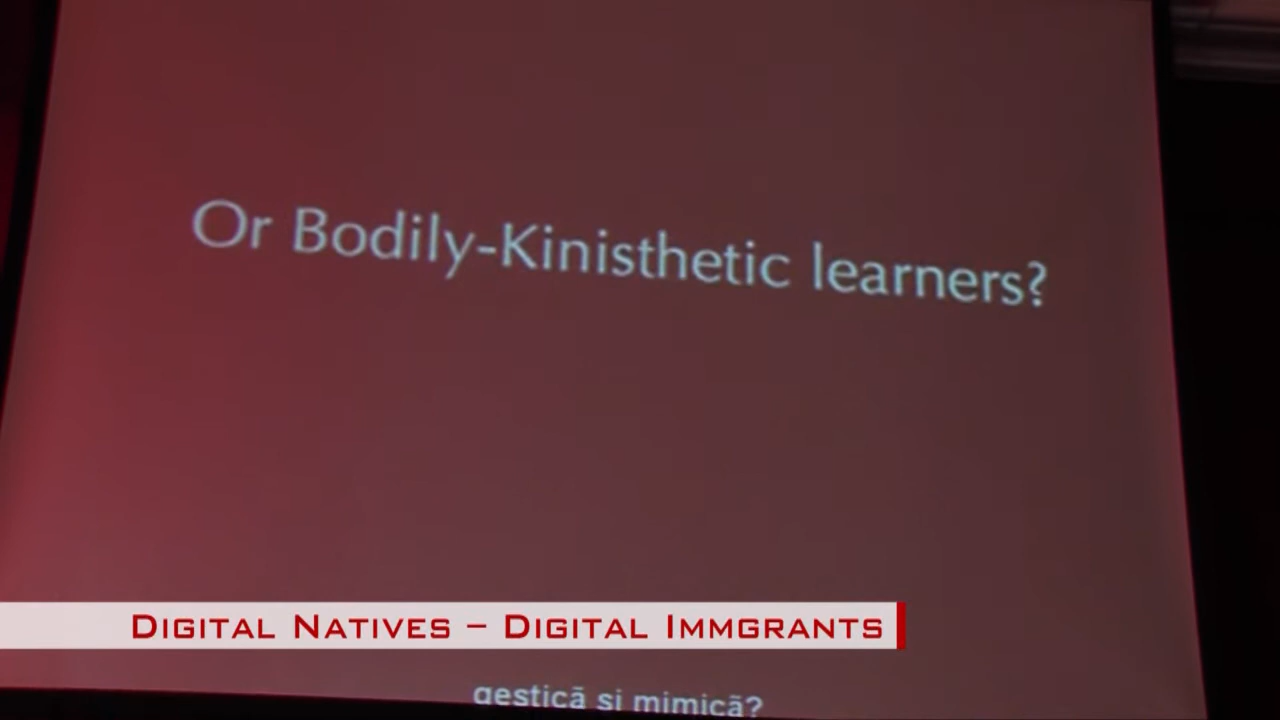 Or Bodily-Kinisthetic learners?
DIGITAL NATIVES – DIGITAL IMMGRANTS
gestică și mimică?